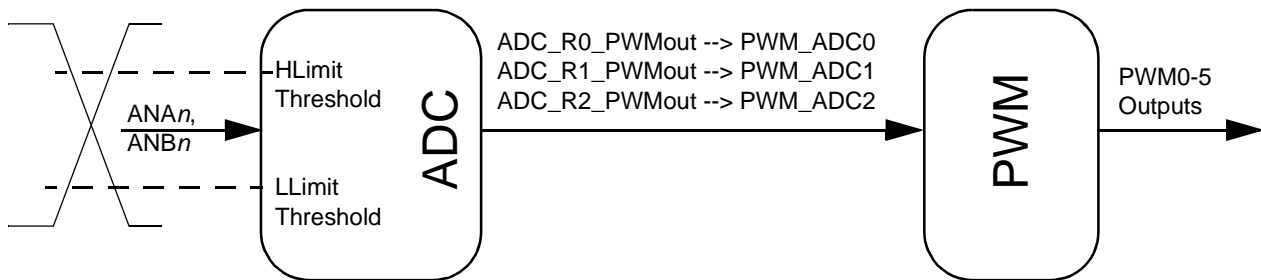 HLimit
Threshold
ANAn,
ANBn
LLimit
Threshold
ADC
ADC_R0_PWMout --> PWM_ADC0
ADC_R1_PWMout --> PWM_ADC1
ADC_R2_PWMout --> PWM_ADC2
PWM
PWM0-5
Outputs